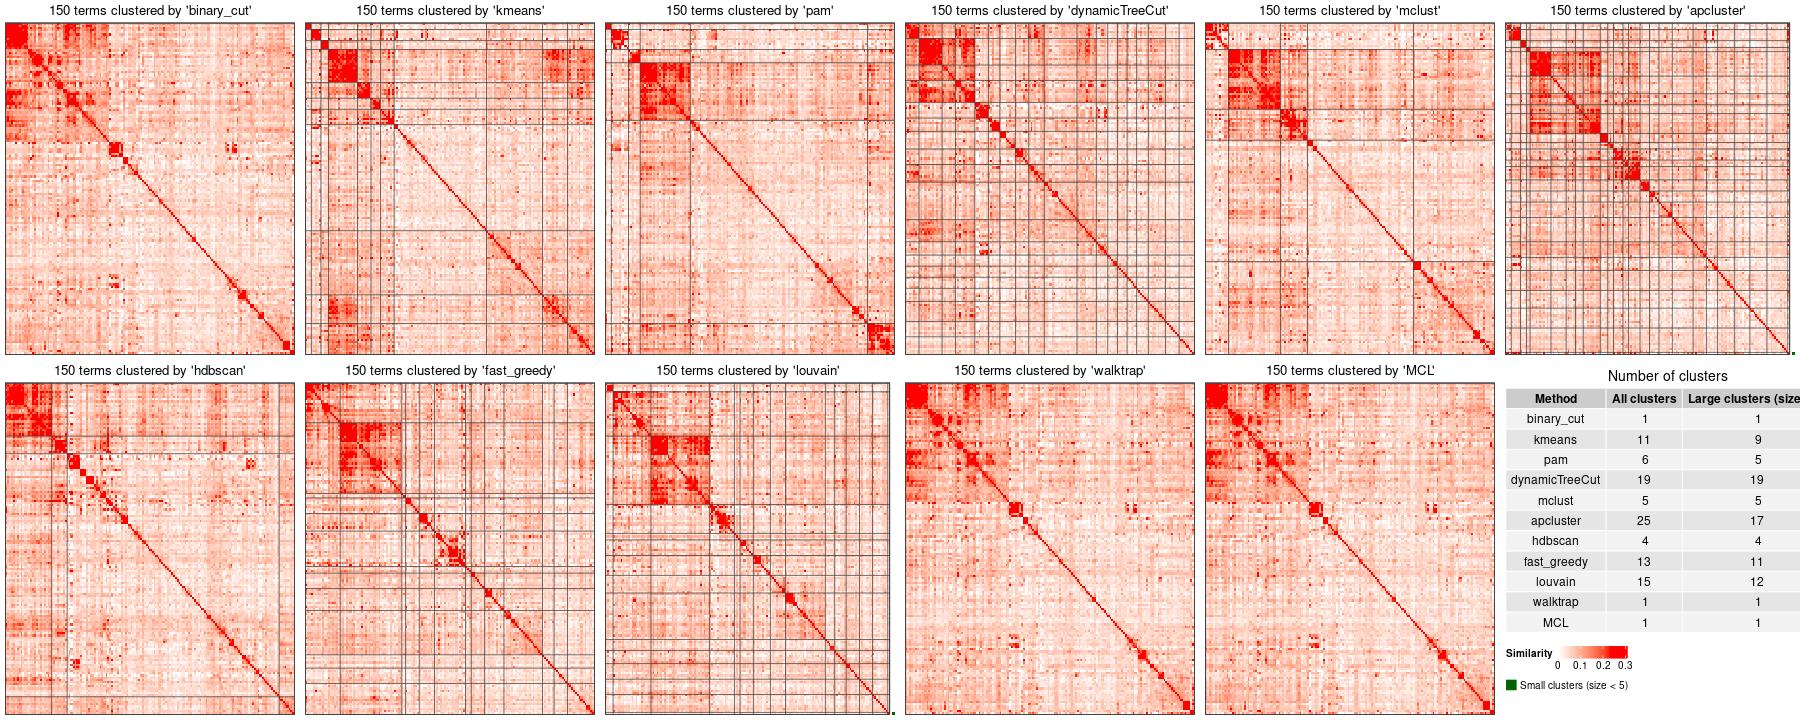 150 terms clustered by 'binary_cut'
150 terms clustered by 'kmeans'
150 terms clustered by 'pam'
150 terms clustered by 'dynamicTreeCut'
150 terms clustered by 'mclust'
150 terms clustered by 'apcluster'
150 terms clustered by 'hdbscan'
150 terms clustered by 'fast_greedy'
150 terms clustered by 'louvain'
150 terms clustered by 'walktrap'
150 terms clustered by 'MCL'
Number of clusters
Method All clusters Large clusters (size
binary_cut 1 1
kmeans 11 9
pam 6 5
dynamicTreeCut 19 19
mclust 5 5
apcluster 25 17
hdbscan 4 4
fast_greedy 13 11
louvain 15 12
walktrap 1 1
MCL 1 1
Similarity
0 0.1 0.2 0.3
Small clusters (size < 5)